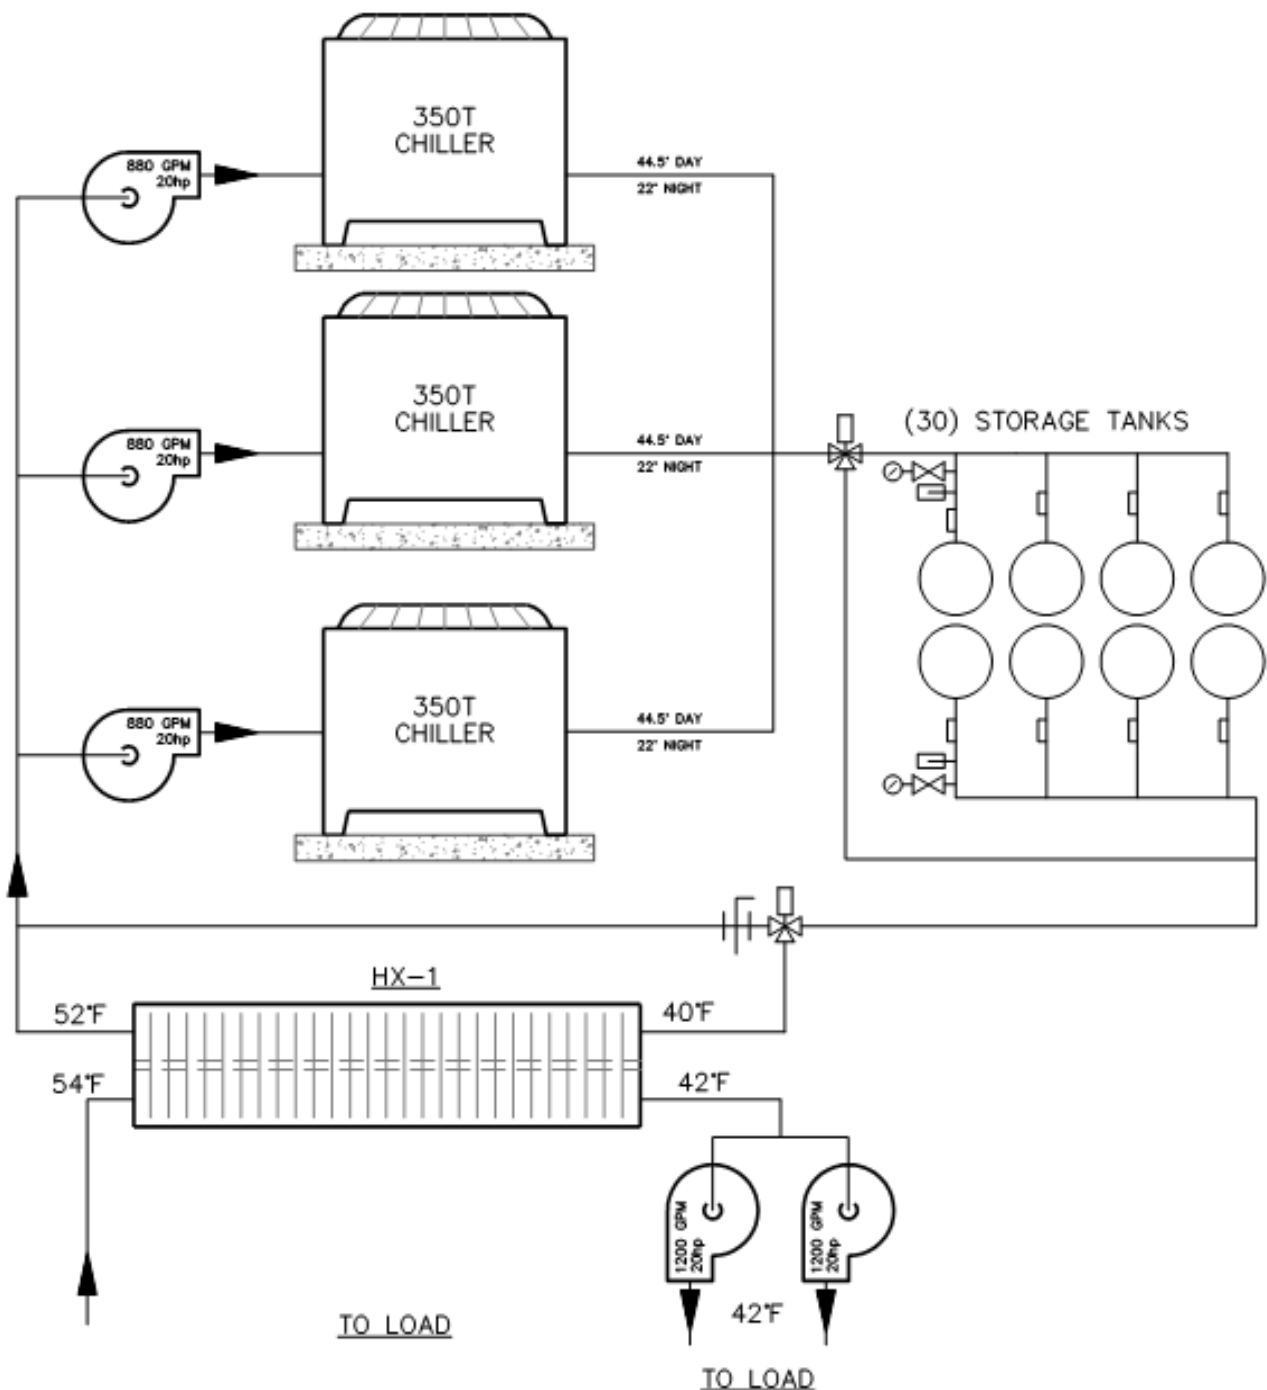 350T
CHILLER
880 GPM
20hp
44.5° DAY
22° NIGHT
350T
CHILLER
880 GPM
20hp
44.5° DAY
22° NIGHT
(30) STORAGE TANKS
350T
CHILLER
880 GPM
20hp
44.5° DAY
22° NIGHT
HX-1
52°F
40°F
54°F
42°F
1200 GPM
20hp
1200 GPM
20hp
42°F
TO LOAD
TO LOAD